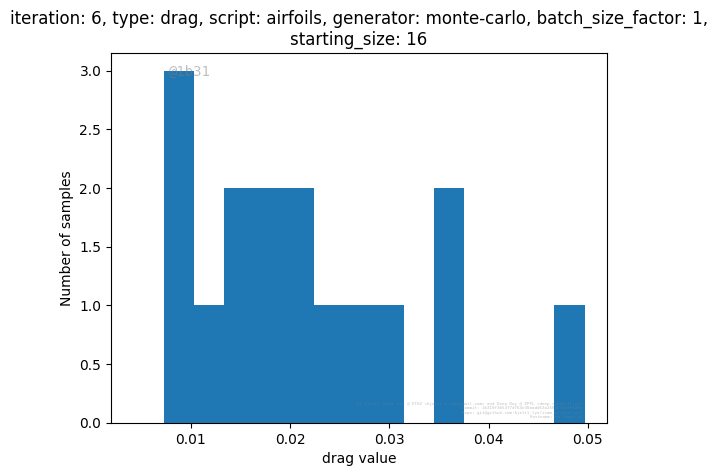 iteration: 6, type: drag, script: airfoils, generator: monte-carlo, batch_size_factor: 1,
starting_size: 16
@1b31
3.0
2.5
2.0
1.5
1.0
0.5
0.0
Number of samples
0.01
0.02
0.03
0.04
0.05
drag value